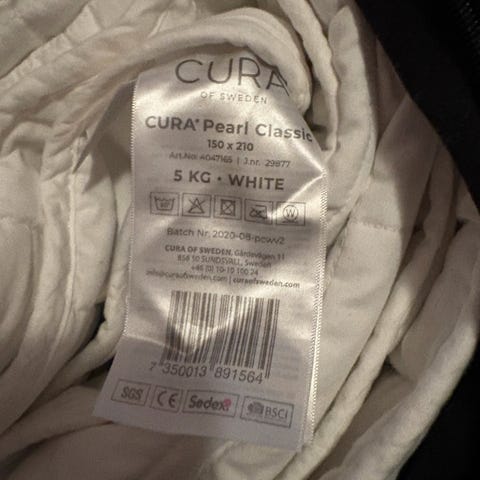 CURA
OF SWEDEN
CURA® Pearl Classic
150 x 210
Art.No: 4047165 | J.nr. 29877
5 KG • WHITE
Batch Nr. 2020-08-pcwv2
CURA OF SWEDEN, Gärdevägen 11
856 10 SUNDSVALL, Sweden
+46 (0) 10-10 100 24
info@curaofsweden.com | curaofsweden.com
7 350013 891564
SGS CE Sedex BSCI